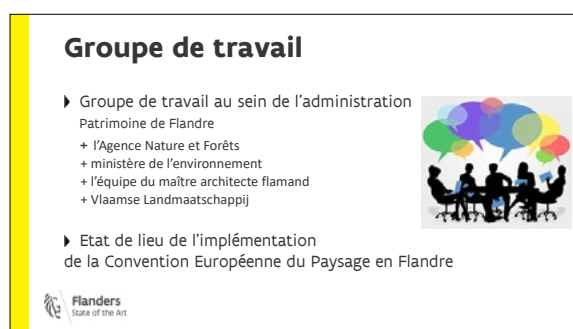 Groupe de travail
Groupe de travail au sein de l'administration
Patrimoine de Flandre
+ l'Agence Nature et Forêts
+ ministère de l'environnement
+ l'équipe du maître architecte flamand
+ Vlaamse Landmaatschappij
Etat de lieu de l'implémentation
de la Convention Européenne du Paysage en Flandre
Flanders
State of the Art